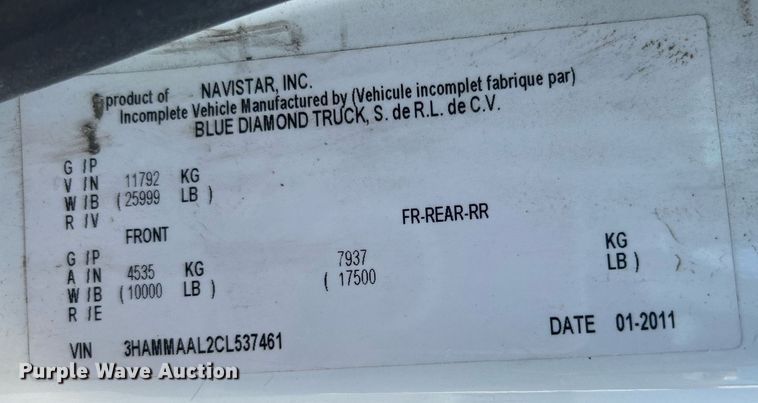 product of NAVISTAR, INC.
Incomplete Vehicle Manufactured by (Vehicule incomplet fabrique par)
BLUE DIAMOND TRUCK, S. de R.L. de C.V.
G /P
V /N 11792 KG
W /B (25999 LB)
R /V
FRONT FR-REAR-RR
G /P
A /N 4535 KG 7937 KG
W /B (10000 LB) (17500 LB)
R /E
VIN 3HAMMAAL2CL537461 DATE 01-2011
Purple Wave Auction